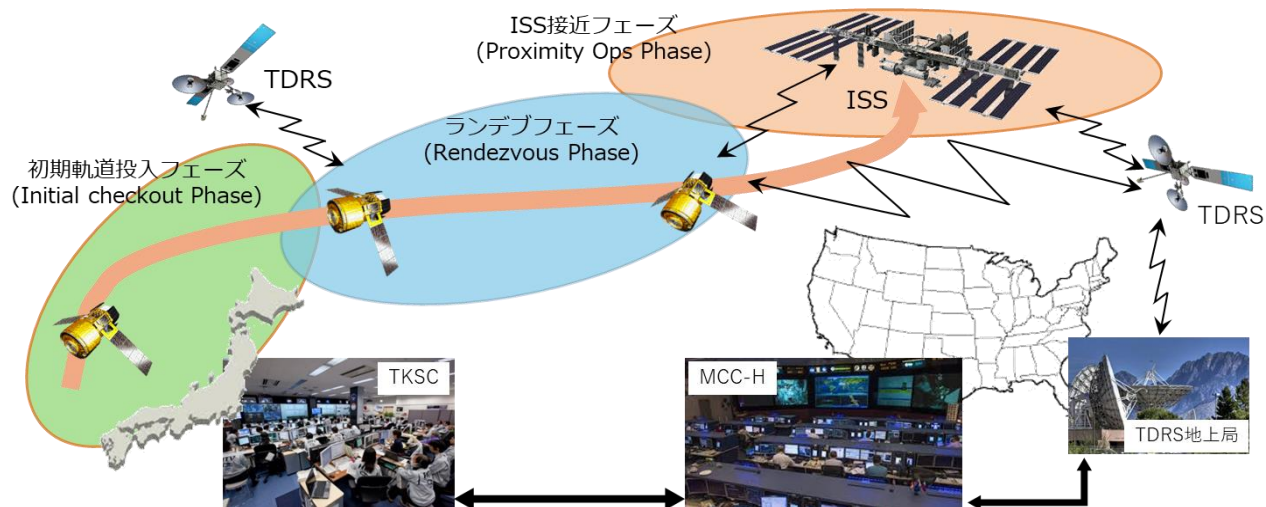 ISS接近フェーズ
(Proximity Ops Phase)
TDRS
ISS
ランデブフェーズ
(Rendezvous Phase)
初期軌道投入フェーズ
(Initial checkout Phase)
TDRS
TKSC
MCC-H
TDRS地上局